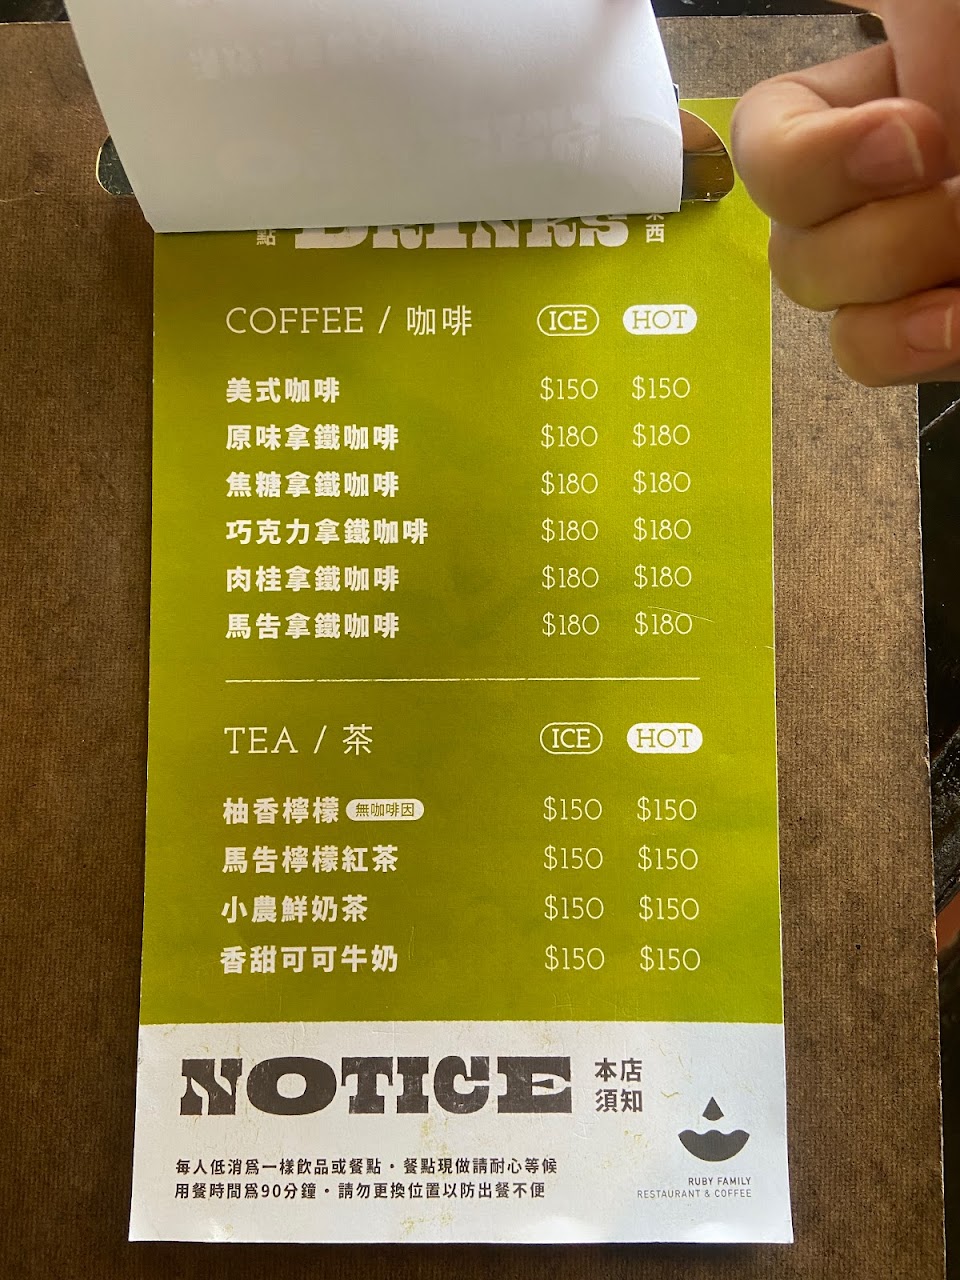 點 DRINKS 西
COFFEE / 咖啡 ICE HOT
美式咖啡 $150 $150
原味拿鐵咖啡 $180 $180
焦糖拿鐵咖啡 $180 $180
巧克力拿鐵咖啡 $180 $180
肉桂拿鐵咖啡 $180 $180
馬告拿鐵咖啡 $180 $180
TEA / 茶 ICE HOT
柚香檸檬 無咖啡因 $150 $150
馬告檸檬紅茶 $150 $150
小農鮮奶茶 $150 $150
香甜可可牛奶 $150 $150
NOTICE 本店須知
每人低消為一樣飲品或餐點・餐點現做請耐心等候
用餐時間為90分鐘・請勿更換位置以防出餐不便
RUBY FAMILY
RESTAURANT & COFFEE